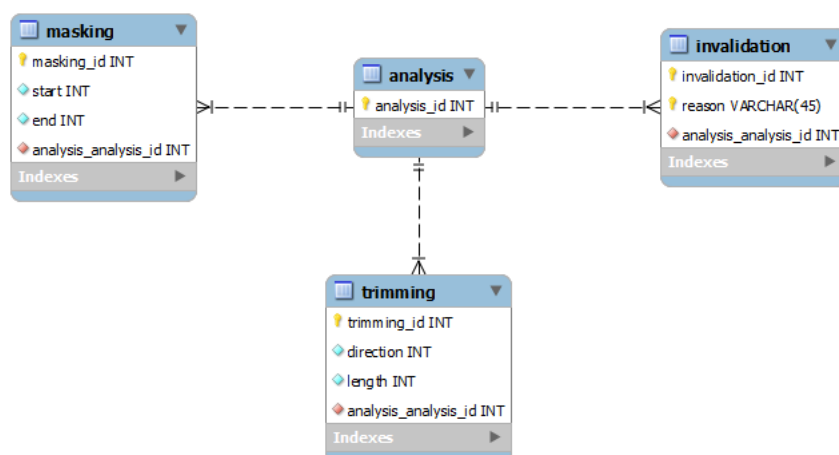 masking
masking_id INT
start INT
end INT
analysis_analysis_id INT
Indexes
analysis
analysis_id INT
Indexes
invalidation
invalidation_id INT
reason VARCHAR(45)
analysis_analysis_id INT
Indexes
trimming
trimming_id INT
direction INT
length INT
analysis_analysis_id INT
Indexes